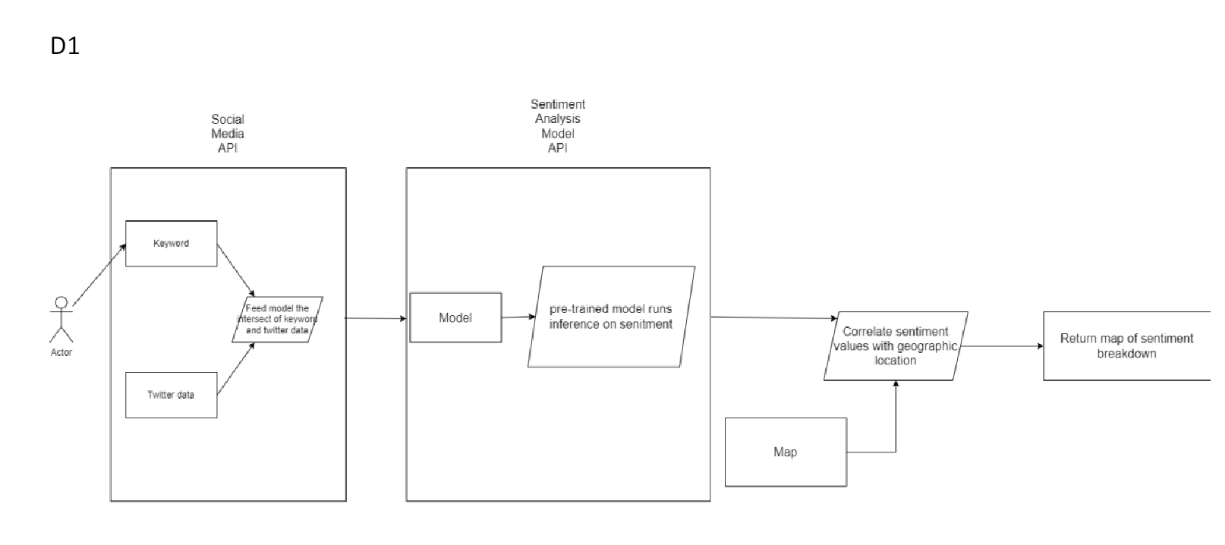 D1
Social
Media
API
Sentiment
Analysis
Model
API
Keyword
Feed model the
intersect of keyword
and twitter data
Actor
Twitter data
Model
pre-trained model runs
inference on senitment
Correlate sentiment
values with geographic
location
Map
Return map of sentiment
breakdown